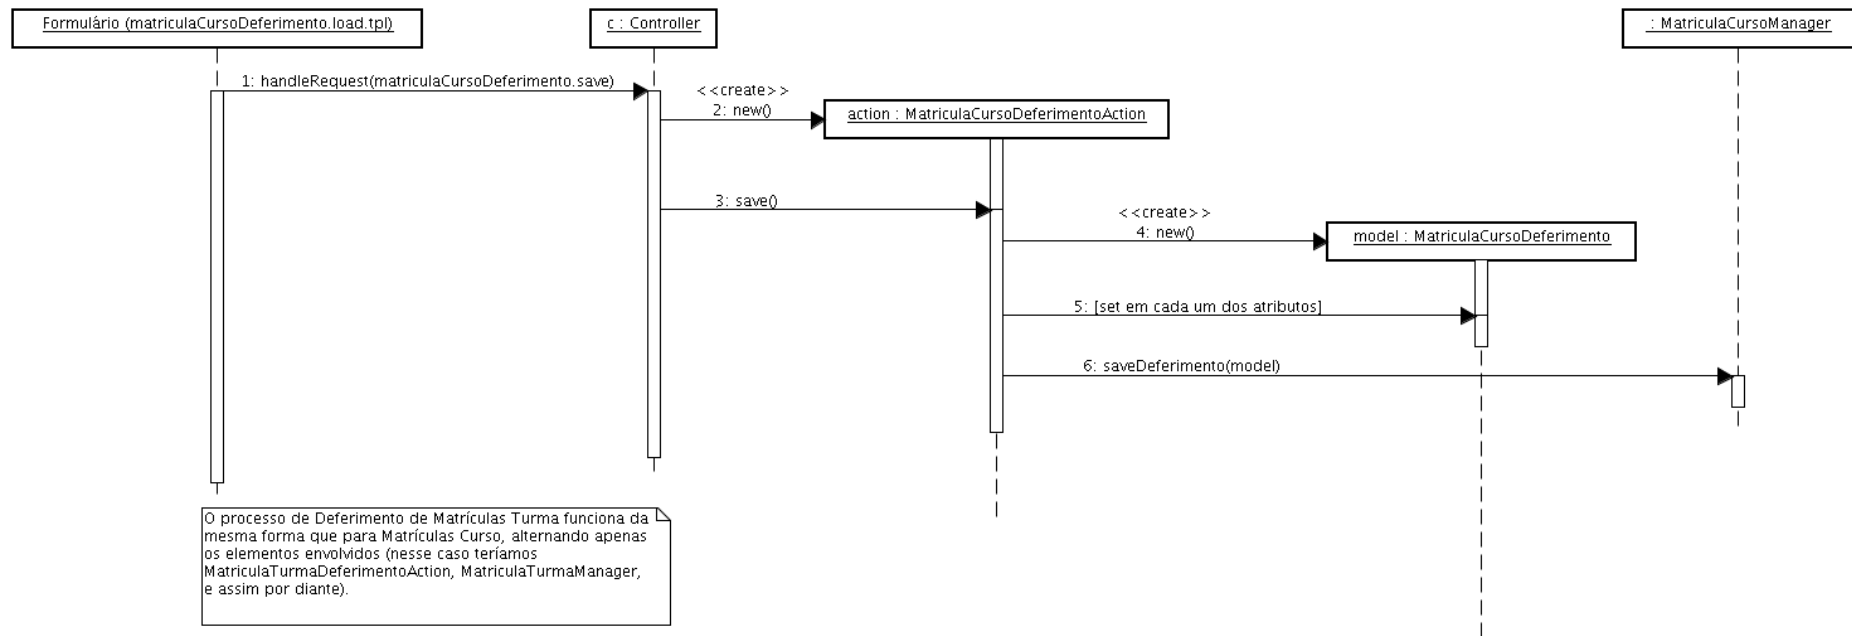 Formulário (matriculaCursoDeferimento.load.tpl)
c : Controller
: MatriculaCursoManager
1: handleRequest(matriculaCursoDeferimento.save)
<<create>>
2: new()
action : MatriculaCursoDeferimentoAction
3: save()
<<create>>
4: new()
model : MatriculaCursoDeferimento
5: [set em cada um dos atributos]
6: saveDeferimento(model)
O processo de Deferimento de Matrículas Turma funciona da
mesma forma que para Matrículas Curso, alternando apenas
os elementos envolvidos (nesse caso teríamos
MatriculaTurmaDeferimentoAction, MatriculaTurmaManager,
e assim por diante).